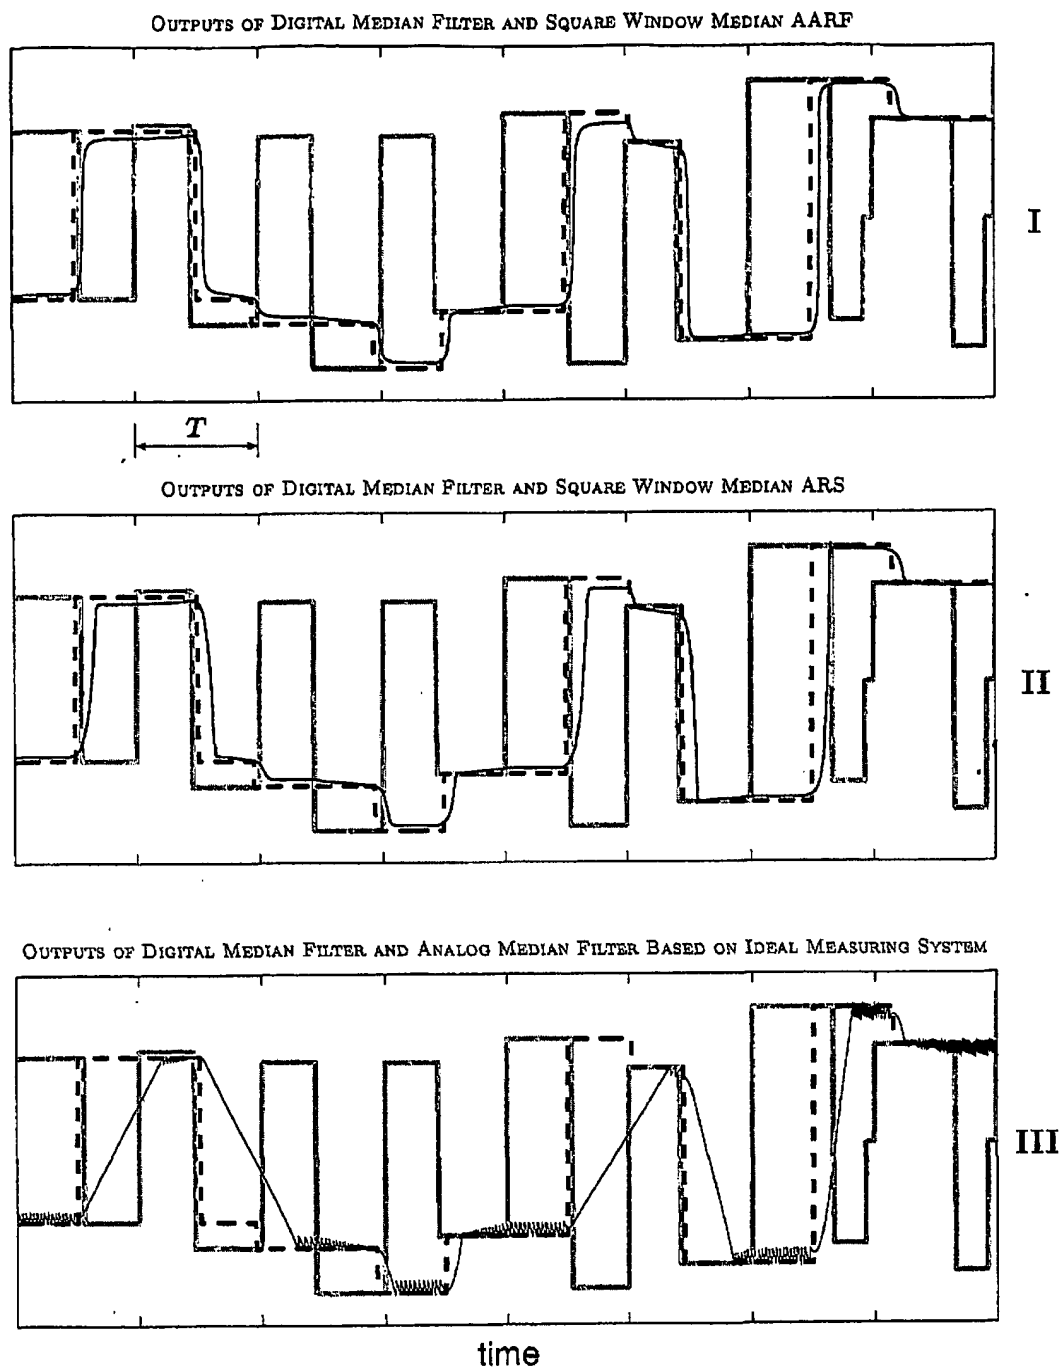 OUTPUTS OF DIGITAL MEDIAN FILTER AND SQUARE WINDOW MEDIAN AARF
I
T
OUTPUTS OF DIGITAL MEDIAN FILTER AND SQUARE WINDOW MEDIAN ARS
II
OUTPUTS OF DIGITAL MEDIAN FILTER AND ANALOG MEDIAN FILTER BASED ON IDEAL MEASURING SYSTEM
III
time